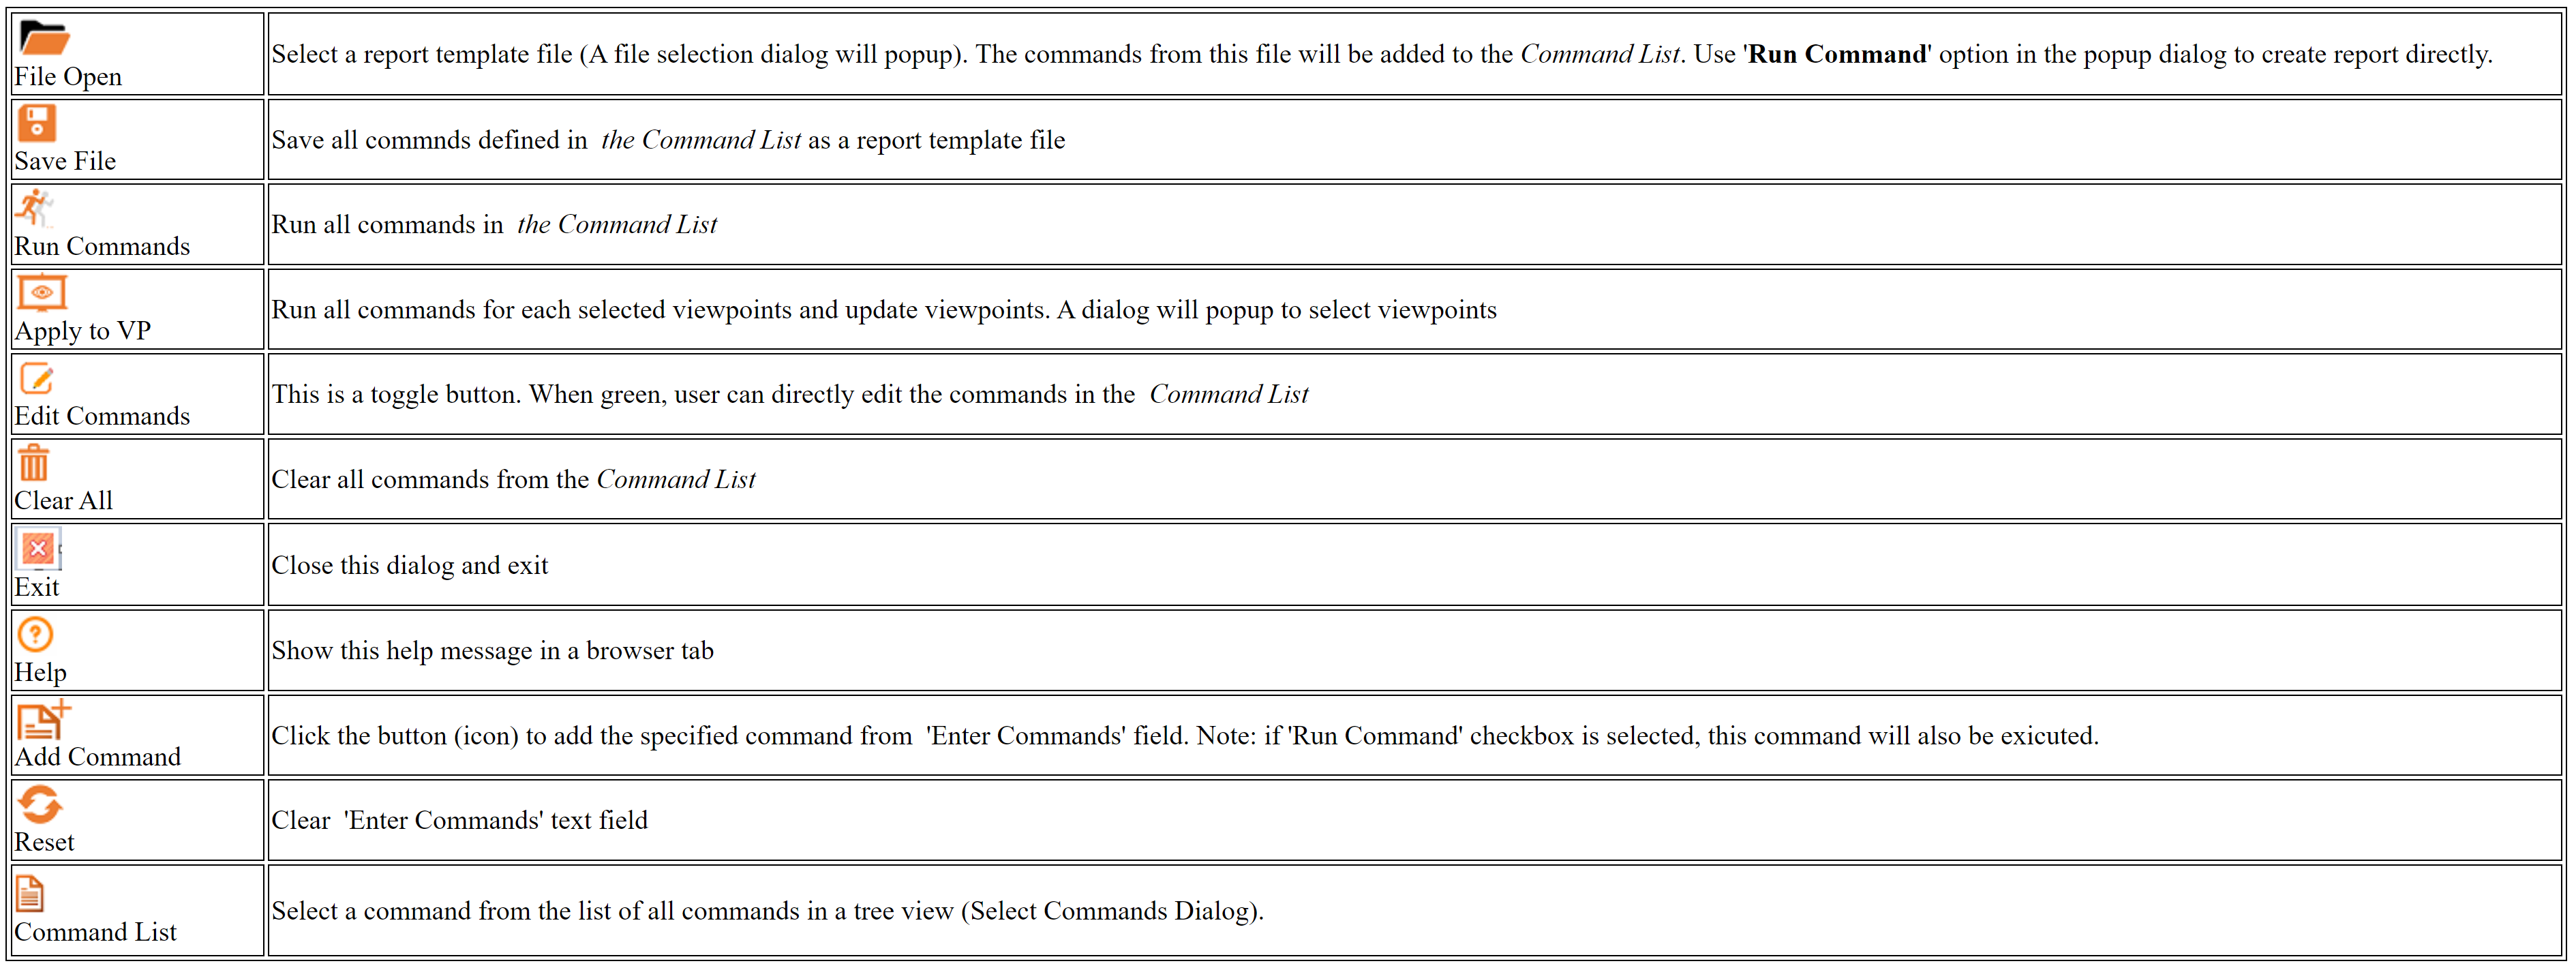 File Open
Select a report template file (A file selection dialog will popup). The commands from this file will be added to the Command List. Use 'Run Command' option in the popup dialog to create report directly.
Save File
Save all commnds defined in the Command List as a report template file
Run Commands
Run all commands in the Command List
Apply to VP
Run all commands for each selected viewpoints and update viewpoints. A dialog will popup to select viewpoints
Edit Commands
This is a toggle button. When green, user can directly edit the commands in the Command List
Clear All
Clear all commands from the Command List
Exit
Close this dialog and exit
Help
Show this help message in a browser tab
Add Command
Click the button (icon) to add the specified command from 'Enter Commands' field. Note: if 'Run Command' checkbox is selected, this command will also be exicuted.
Reset
Clear 'Enter Commands' text field
Command List
Select a command from the list of all commands in a tree view (Select Commands Dialog).